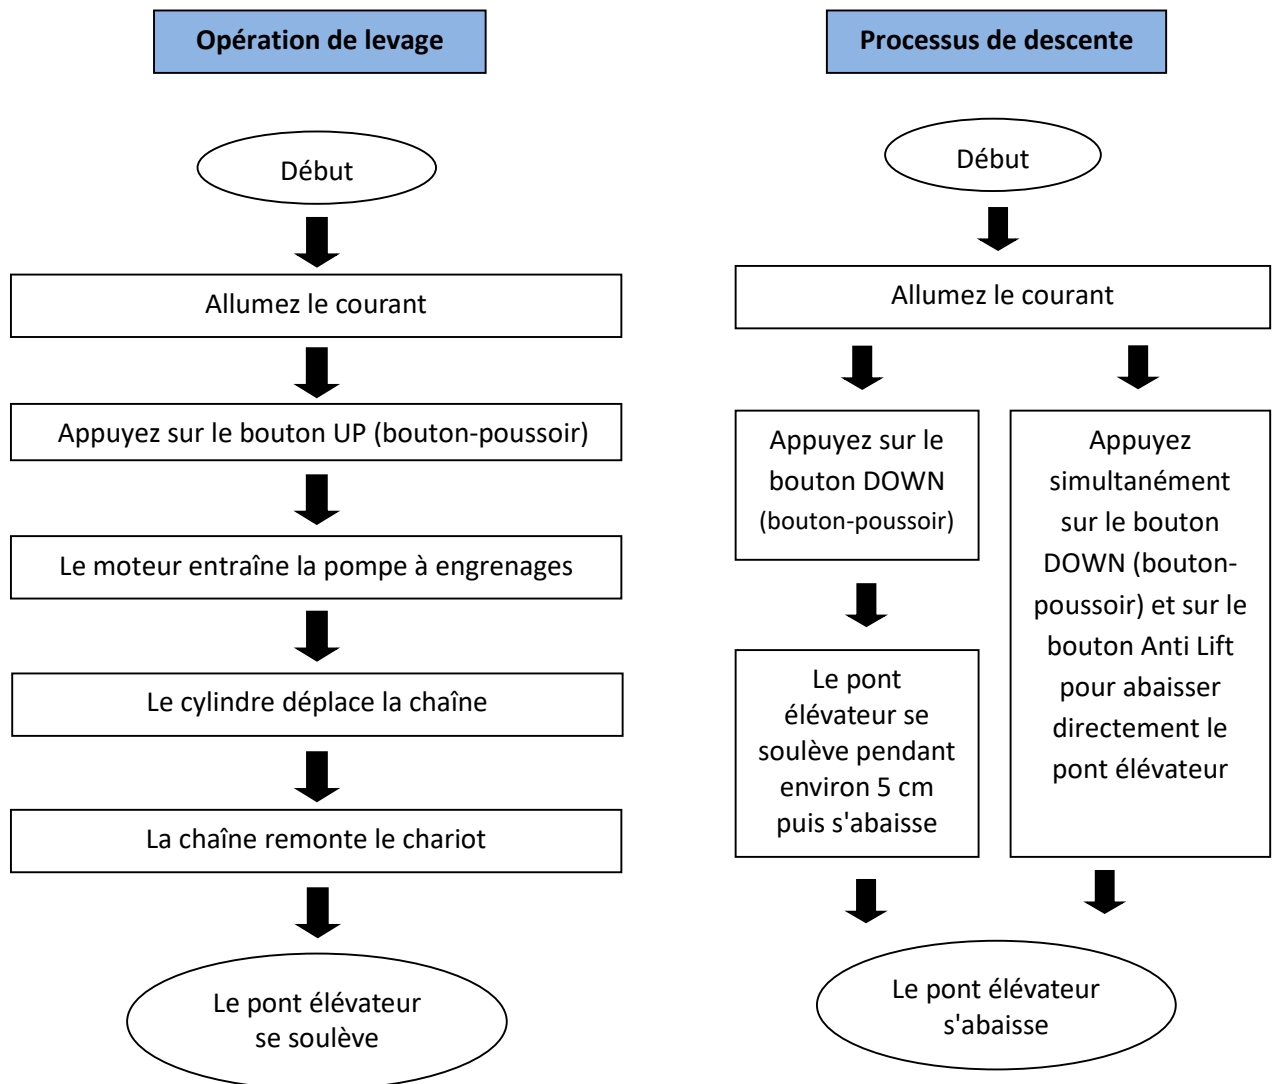 Opération de levage
Début
Allumez le courant
Appuyez sur le bouton UP (bouton-poussoir)
Le moteur entraîne la pompe à engrenages
Le cylindre déplace la chaîne
La chaîne remonte le chariot
Le pont élévateur
se soulève
Processus de descente
Début
Allumez le courant
Appuyez sur le
bouton DOWN
(bouton-poussoir)
Le pont
élévateur se
soulève pendant
environ 5 cm
puis s'abaisse
Appuyez
simultanément
sur le bouton
DOWN (bouton-
poussoir) et sur le
bouton Anti Lift
pour abaisser
directement le
pont élévateur
Le pont élévateur
s'abaisse